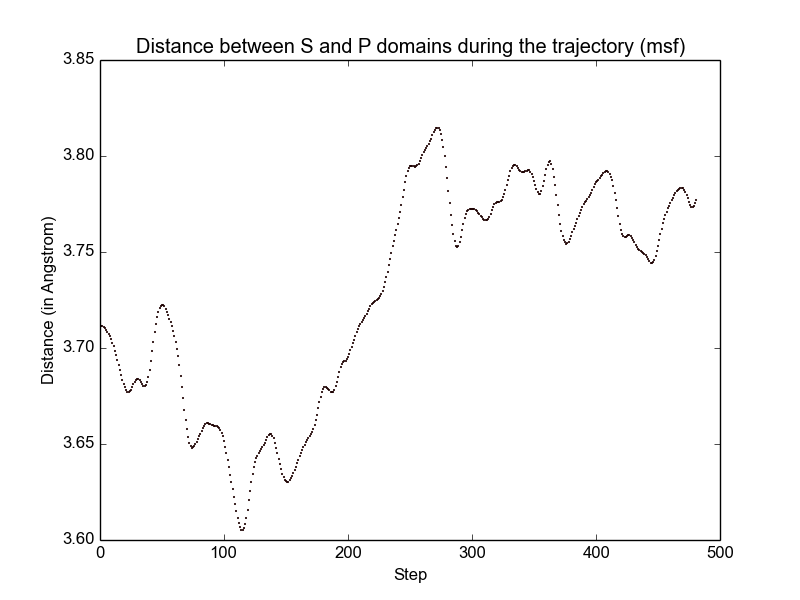 Distance between S and P domains during the trajectory (msf)
3.85
3.80
3.75
3.70
3.65
3.60
Distance (in Angstrom)
0 100 200 300 400 500
Step